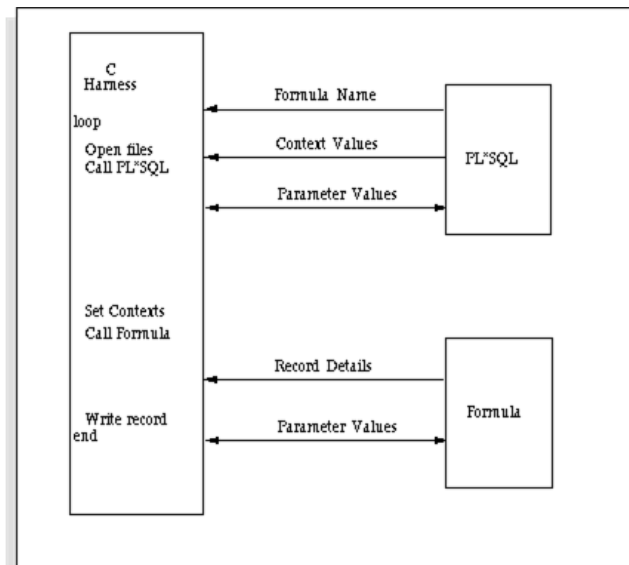 C
Harness
loop
Open files
Call PL*SQL
Set Contexts
Call Formula
Write record
end
Formula Name
Context Values
Parameter Values
PL*SQL
Record Details
Parameter Values
Formula